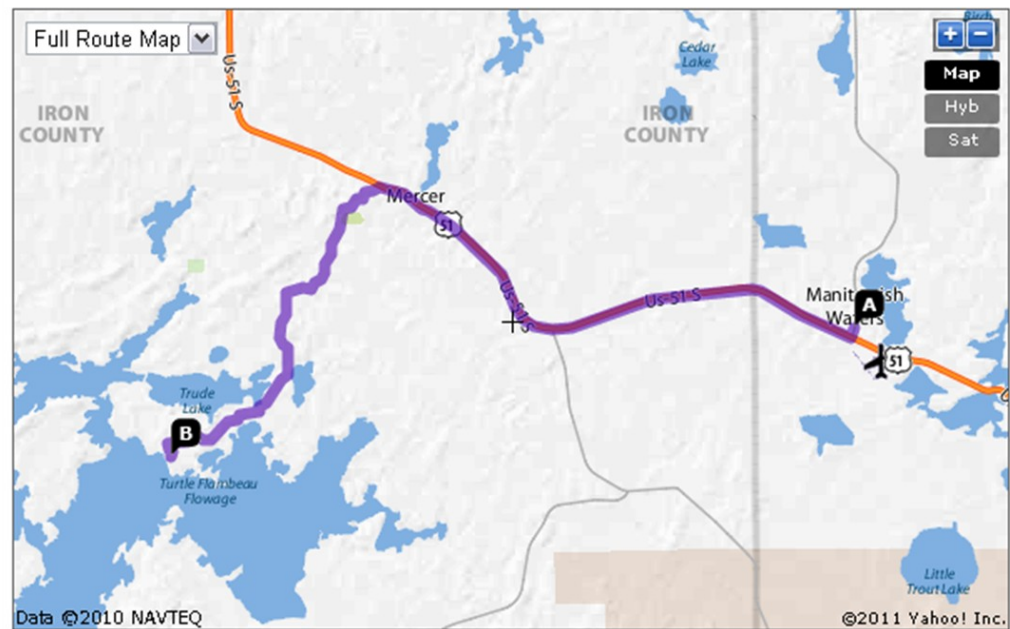 Full Route Map
Birch
+ −
Map
Hyb
Sat
Us-51 S
Cedar
Lake
IRON
COUNTY
IRON
COUNTY
Mercer
51
Us-51 S
Us-51 S
Manitowish
Waters
A
51
Trude
Lake
B
Turtle Flambeau
Flowage
Little
Trout Lake
Data ©2010 NAVTEQ
©2011 Yahoo! Inc.